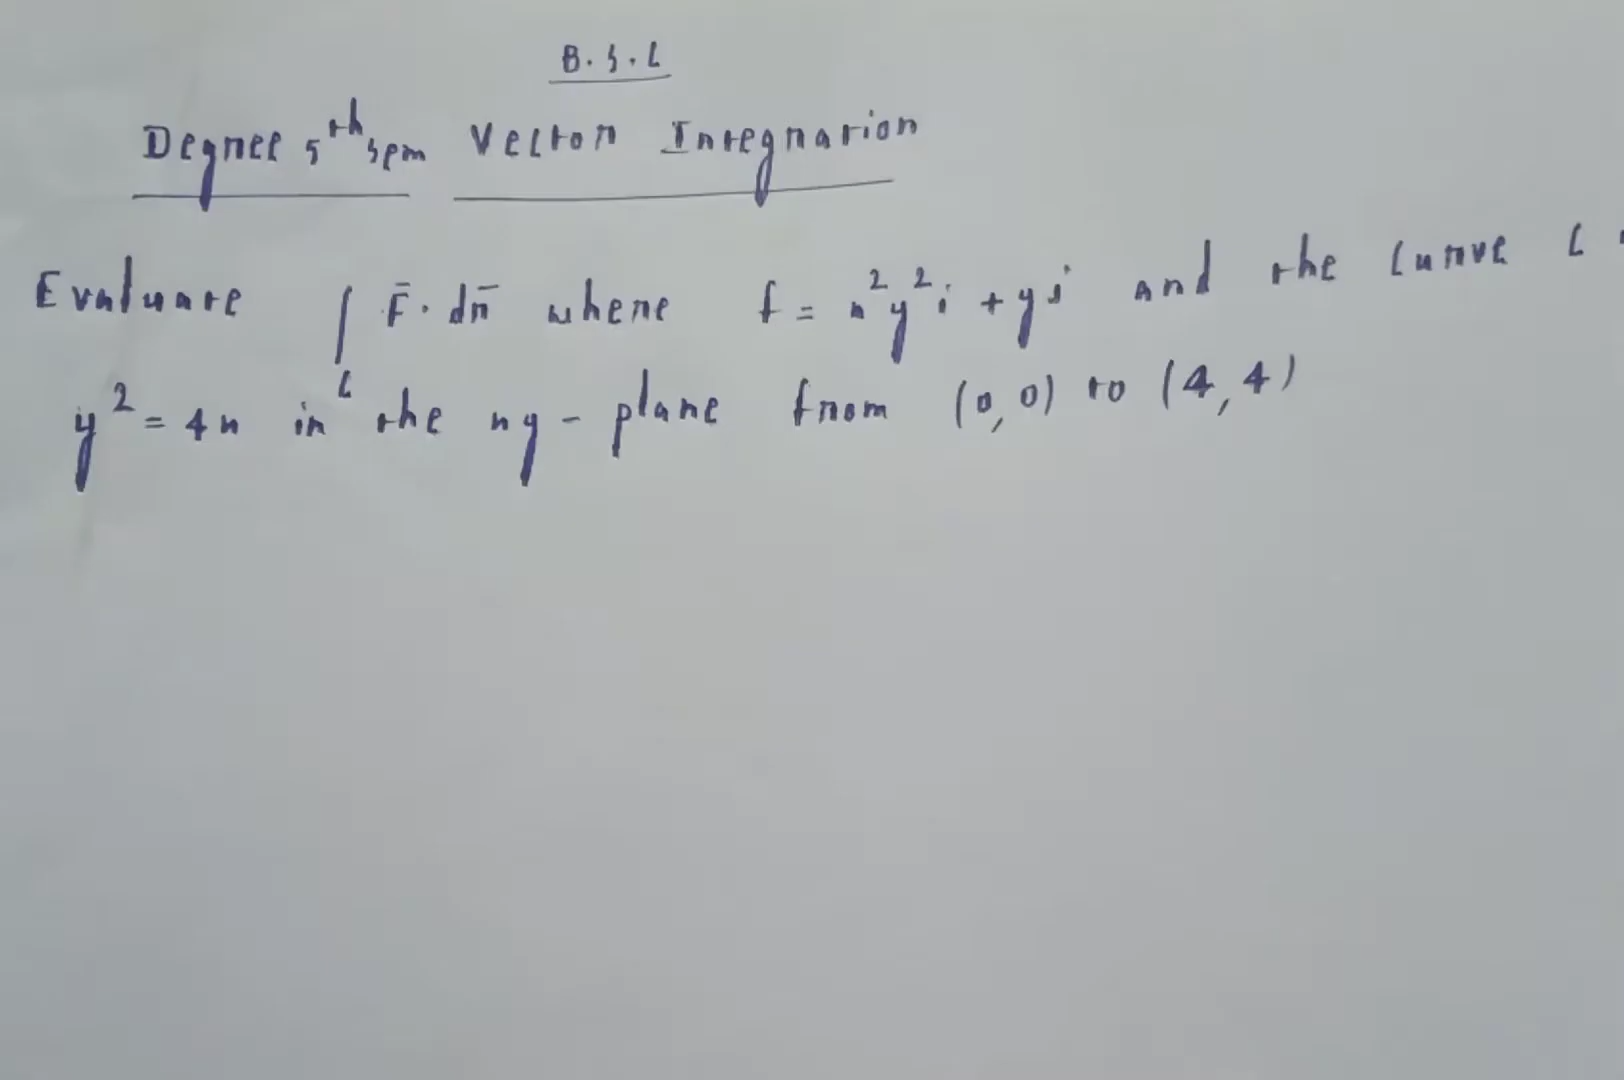 B.S.C
Degree 5th sem Vector Integration
Evaluate ∫_C F̄. dr̄ where f = x²y²i + yj and the curve C
y² = 4x in the xy - plane from (0,0) to (4,4)